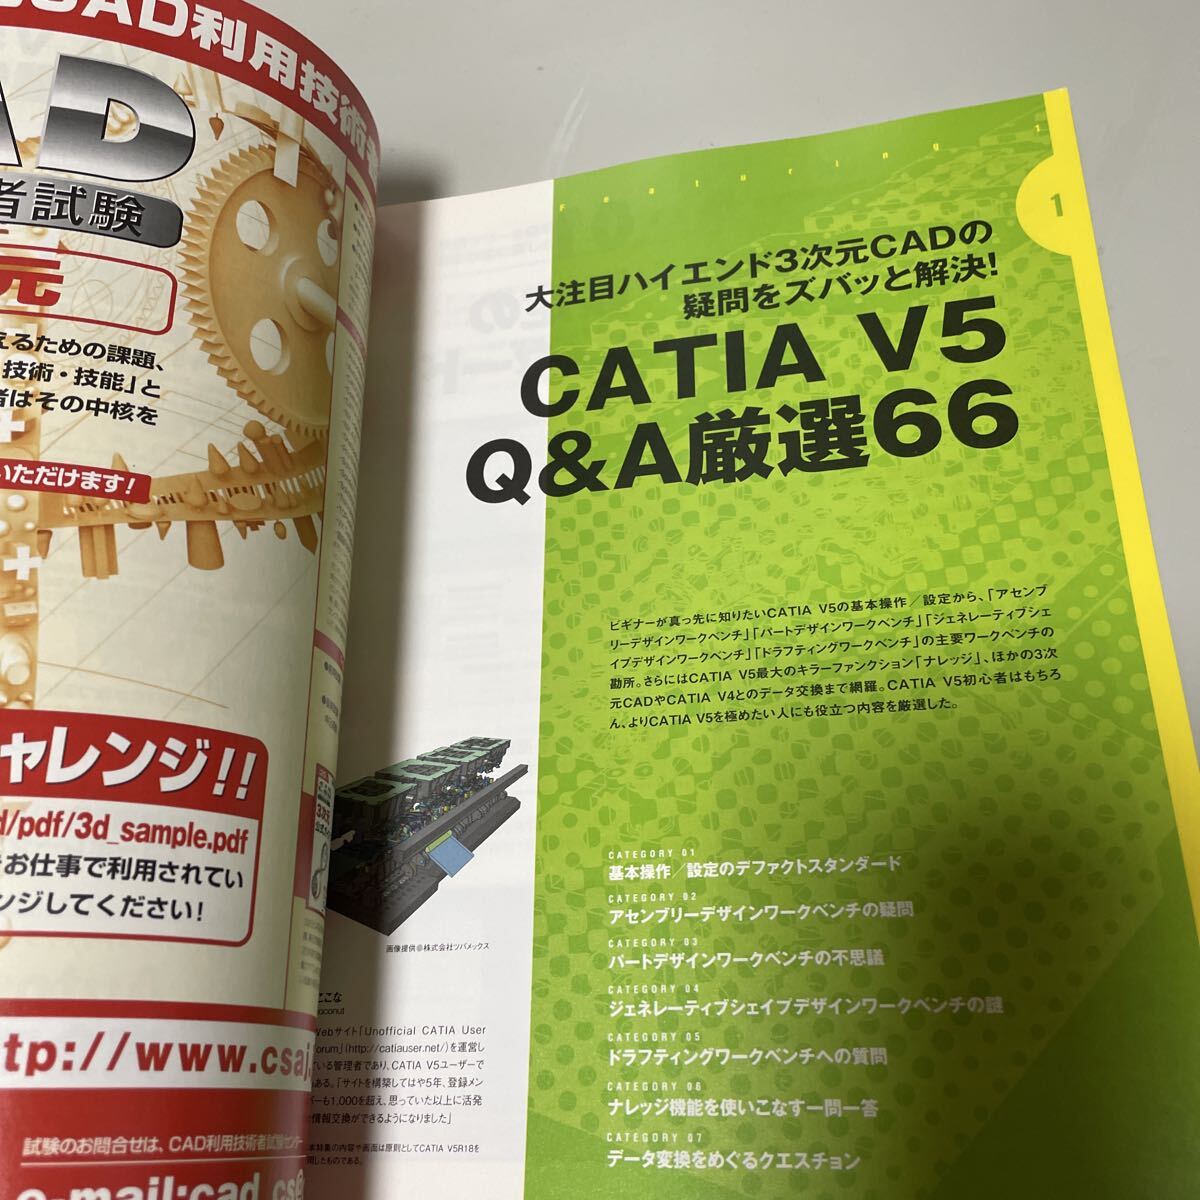 CAD利用技術者
AD
者試験
元
えるための課題、
技術・技能」と
者はその中核を
いただけます!
ャレンジ!!
d/pdf/3d_sample.pdf
をお仕事で利用されてい
ンジしてください!
ttp://www.csaj.
試験のお問合せは、CAD利用技術者試験センター
e-mail:cad_cs@
Featuring 1
1
大注目ハイエンド3次元CADの
疑問をズバッと解決!
CATIA V5
Q&A厳選66
ビギナーが真っ先に知りたいCATIA V5の基本操作/設定から、「アセンブ
リーデザインワークベンチ」「パートデザインワークベンチ」「ジェネレーティブシェ
イプデザインワークベンチ」「ドラフティングワークベンチ」の主要ワークベンチの
勘所。さらにはCATIA V5最大のキラーファンクション「ナレッジ」、ほかの3次
元CADやCATIA V4とのデータ交換まで網羅。CATIA V5初心者はもちろ
ん、よりCATIA V5を極めたい人にも役立つ内容を厳選した。
画像提供◎株式会社ツバメックス
CATEGORY 01
基本操作/設定のデファクトスタンダード
CATEGORY 02
アセンブリーデザインワークベンチの疑問
CATEGORY 03
パートデザインワークベンチの不思議
CATEGORY 04
ジェネレーティブシェイプデザインワークベンチの謎
CATEGORY 05
ドラフティングワークベンチへの質問
CATEGORY 06
ナレッジ機能を使いこなす一問一答
CATEGORY 07
データ変換をめぐるクエスチョン
ここな
oconut
Webサイト「Unofficial CATIA User
orum」(http://catiauser.net/)を運営し
ている管理者であり、CATIA V5ユーザーで
もある。「サイトを構築してはや5年、登録メン
バーも1,000を超え、思っていた以上に活発
な情報交換ができるようになりました」
本特集の内容や画面は原則としてCATIA V5R18を
用したものである。